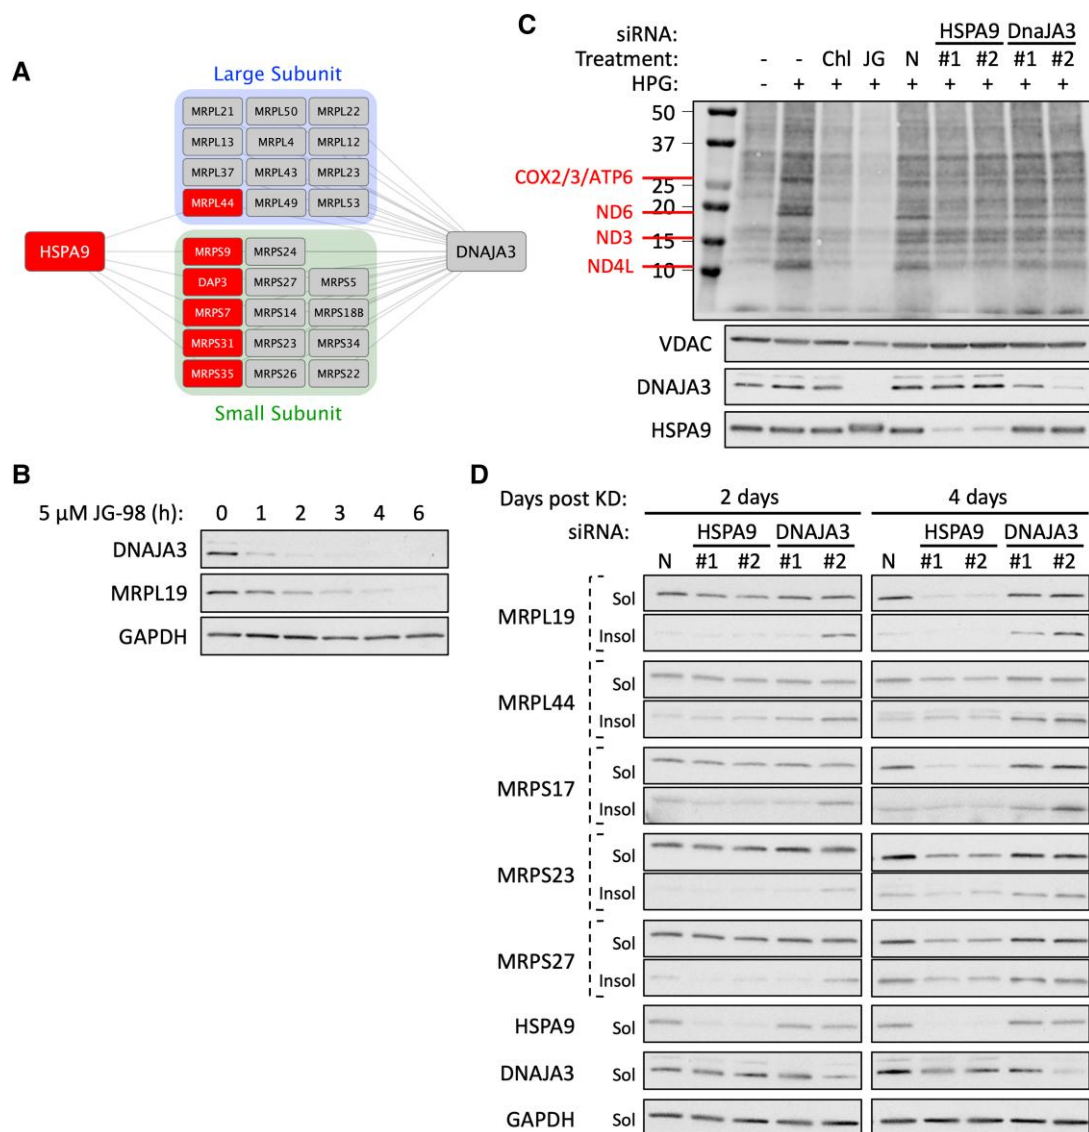 A
Large Subunit
MRPL21 MRPL50 MRPL22
MRPL13 MRPL4 MRPL12
MRPL37 MRPL43 MRPL23
MRPL44 MRPL49 MRPL53
HSPA9
DNAJA3
MRPS9 MRPS24
DAP3 MRPS27 MRPS5
MRPS7 MRPS14 MRPS18B
MRPS31 MRPS23 MRPS34
MRPS35 MRPS26 MRPS22
Small Subunit
B
5 μM JG-98 (h): 0 1 2 3 4 6
DNAJA3
MRPL19
GAPDH
C
siRNA: HSPA9 DnaJA3
Treatment: - - Chl JG N #1 #2 #1 #2
HPG: - + + + + + + + +
50
37
COX2/3/ATP6
25
20
ND6
ND3
15
ND4L
10
VDAC
DNAJA3
HSPA9
D
Days post KD: 2 days 4 days
siRNA: HSPA9 DNAJA3 HSPA9 DNAJA3
N #1 #2 #1 #2 N #1 #2 #1 #2
MRPL19 Sol
Insol
MRPL44 Sol
Insol
MRPS17 Sol
Insol
MRPS23 Sol
Insol
MRPS27 Sol
Insol
HSPA9 Sol
DNAJA3 Sol
GAPDH Sol